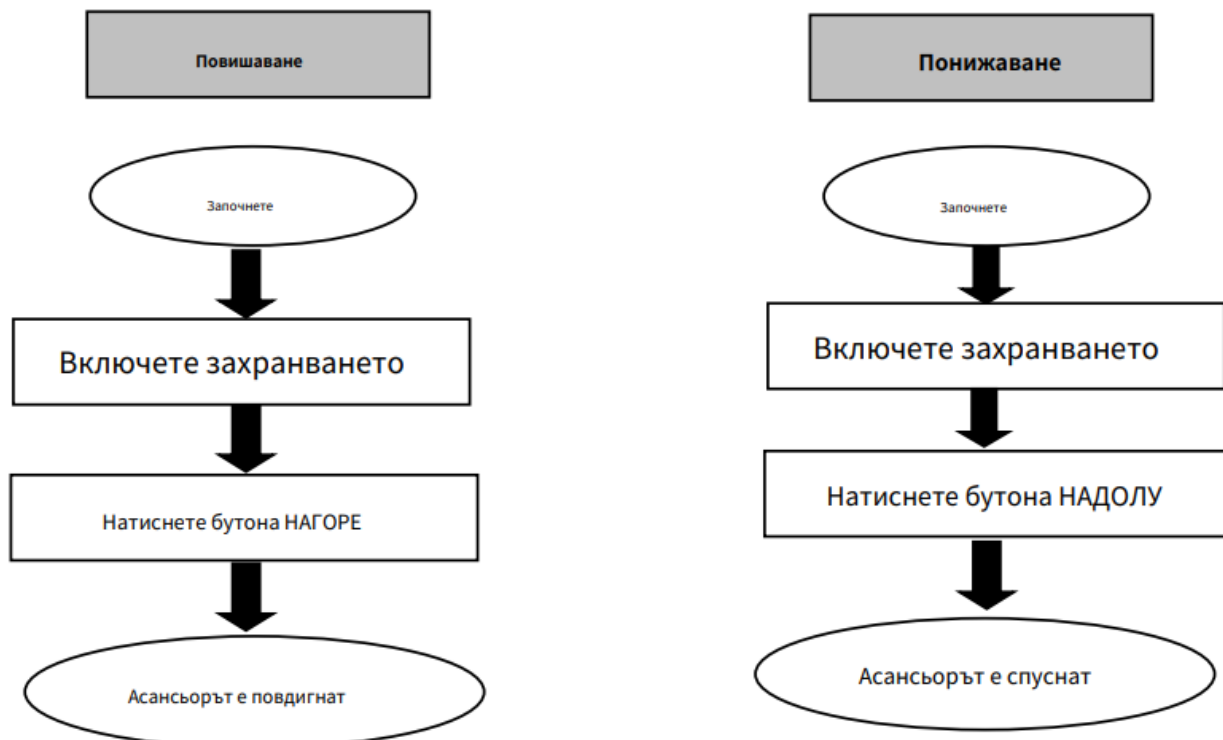 Повишаване
Започнете
Включете захранването
Натиснете бутона НАГОРЕ
Асансьорът е повдигнат
Понижаване
Започнете
Включете захранването
Натиснете бутона НАДОЛУ
Асансьорът е спуснат